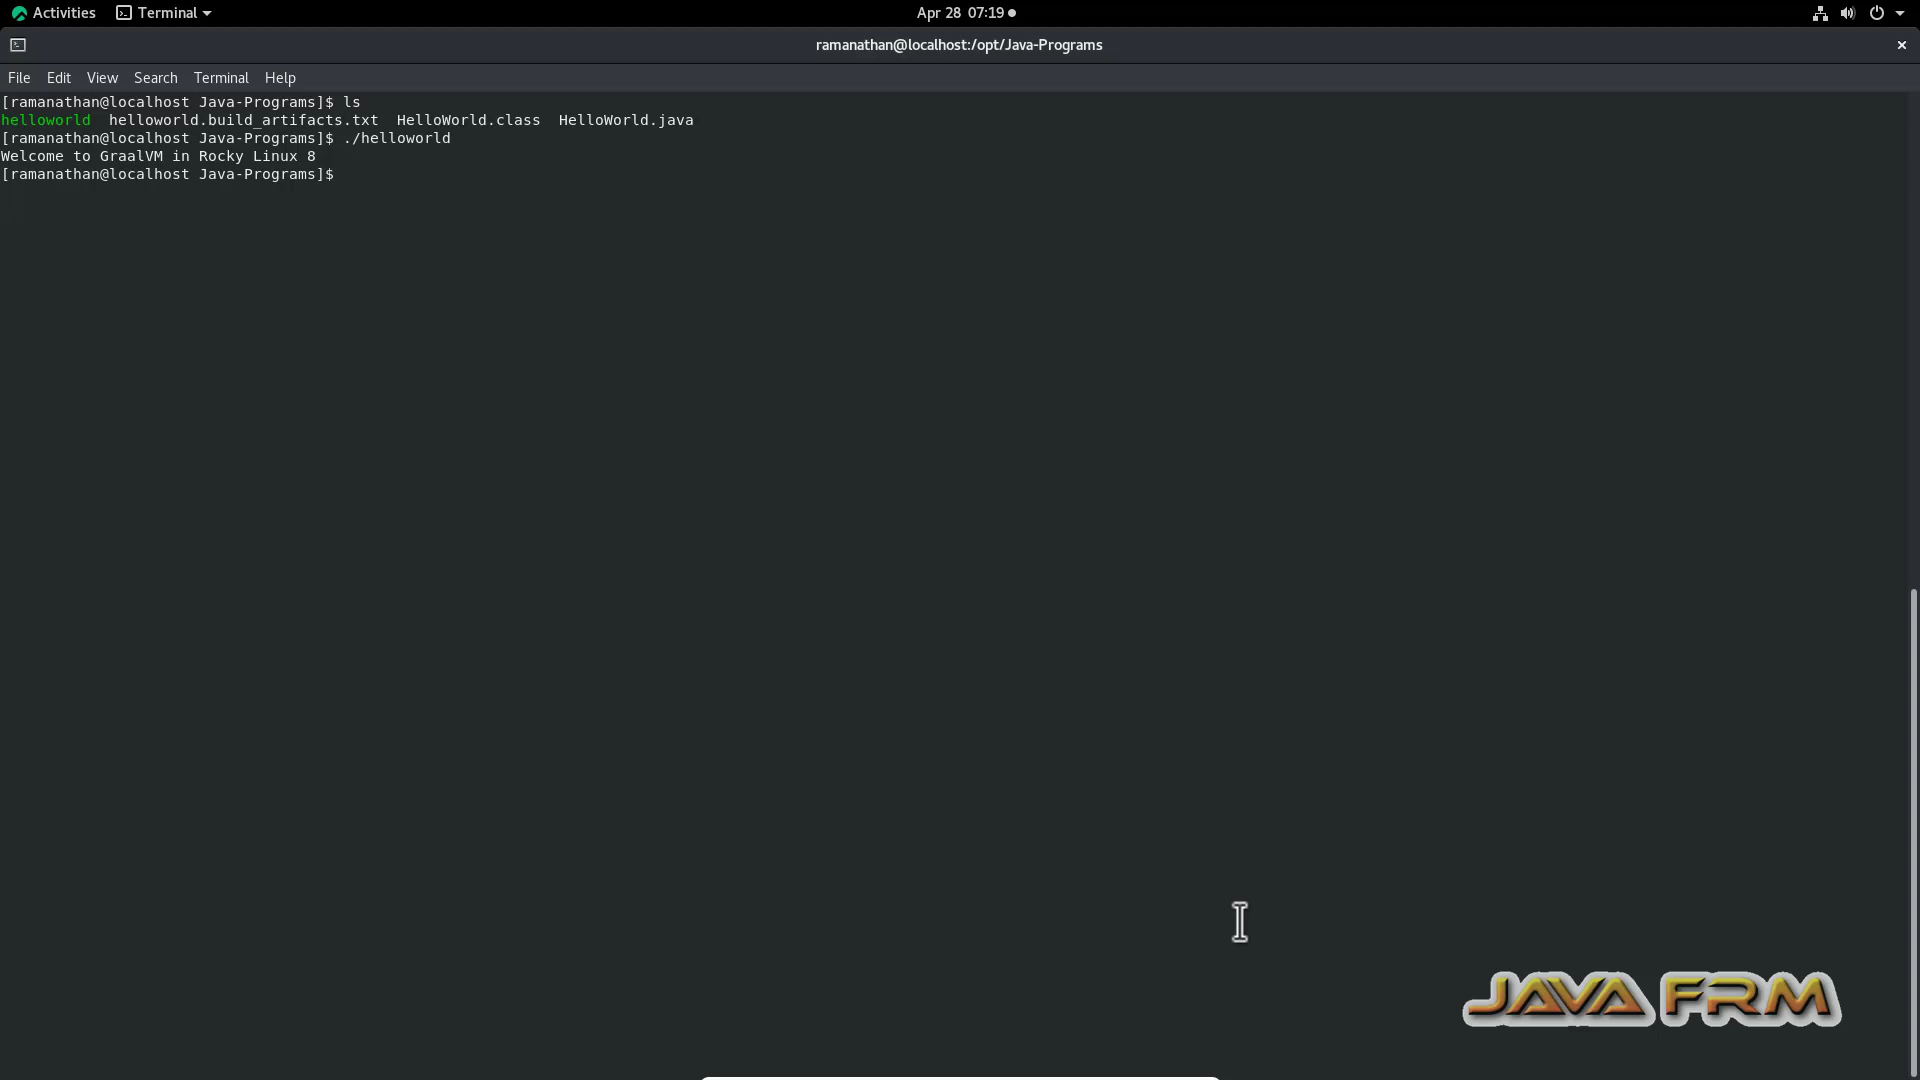 Activities Terminal Apr 28 07:19
ramanathan@localhost:/opt/Java-Programs
File Edit View Search Terminal Help
[ramanathan@localhost Java-Programs]$ ls
helloworld helloworld.build_artifacts.txt HelloWorld.class HelloWorld.java
[ramanathan@localhost Java-Programs]$ ./helloworld
Welcome to GraalVM in Rocky Linux 8
[ramanathan@localhost Java-Programs]$
JAVA FRM